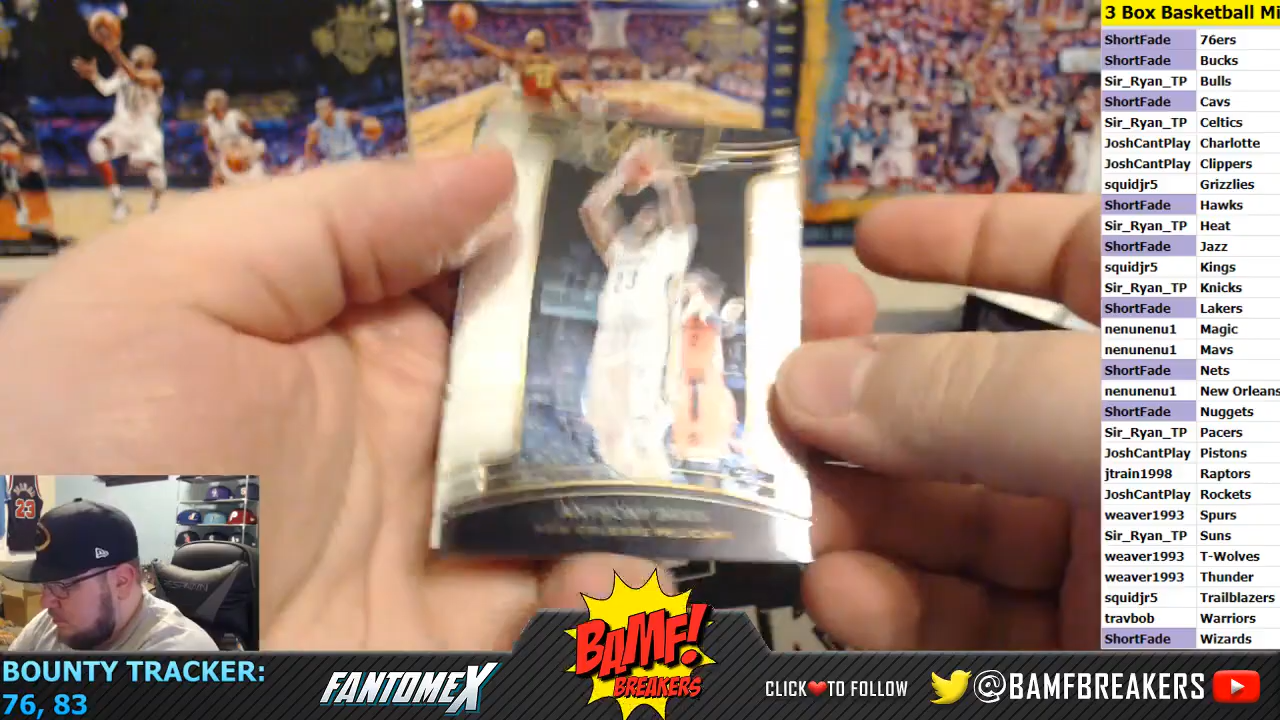 3 Box Basketball Mi
ShortFade 76ers
ShortFade Bucks
Sir_Ryan_TP Bulls
ShortFade Cavs
Sir_Ryan_TP Celtics
JoshCantPlay Charlotte
JoshCantPlay Clippers
squidjr5 Grizzlies
ShortFade Hawks
Sir_Ryan_TP Heat
ShortFade Jazz
squidjr5 Kings
Sir_Ryan_TP Knicks
ShortFade Lakers
nenunenu1 Magic
nenunenu1 Mavs
ShortFade Nets
nenunenu1 New Orleans
ShortFade Nuggets
Sir_Ryan_TP Pacers
JoshCantPlay Pistons
jtrain1998 Raptors
JoshCantPlay Rockets
weaver1993 Spurs
Sir_Ryan_TP Suns
weaver1993 T-Wolves
weaver1993 Thunder
squidjr5 Trailblazers
travbob Warriors
ShortFade Wizards
23
23
BOUNTY TRACKER:
76, 83
FANTOMEX
BAMF!
BREAKERS
CLICK❤TO FOLLOW
@BAMFBREAKERS